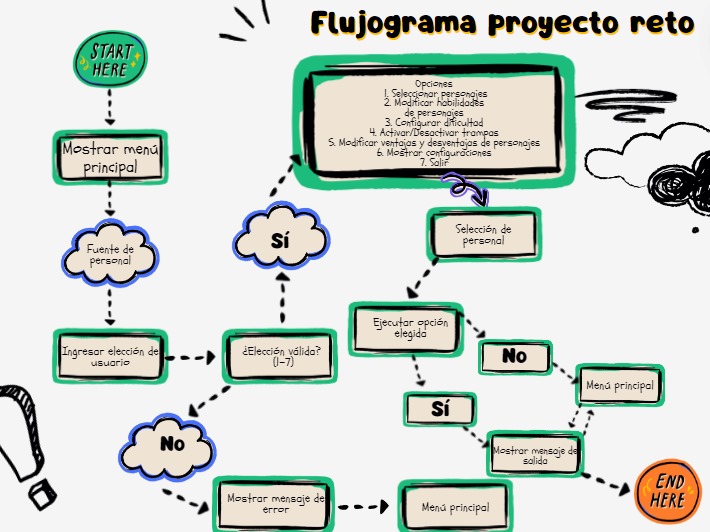 Flujograma proyecto reto
START
HERE
Mostrar menú
principal
Fuente de
personal
Ingresar elección de
usuario
¿Elección válida?
(1-7)
Sí
Opciones
1. Seleccionar personajes
2. Modificar habilidades
de personajes
3. Configurar dificultad
4. Activar/Desactivar trampas
5. Modificar ventajas y desventajas de personajes
6. Mostrar configuraciones
7. Salir
Selección de
personal
Ejecutar opción
elegida
No
Menú principal
Sí
Mostrar mensaje de
salida
No
Mostrar mensaje de
error
Menú principal
END
HERE